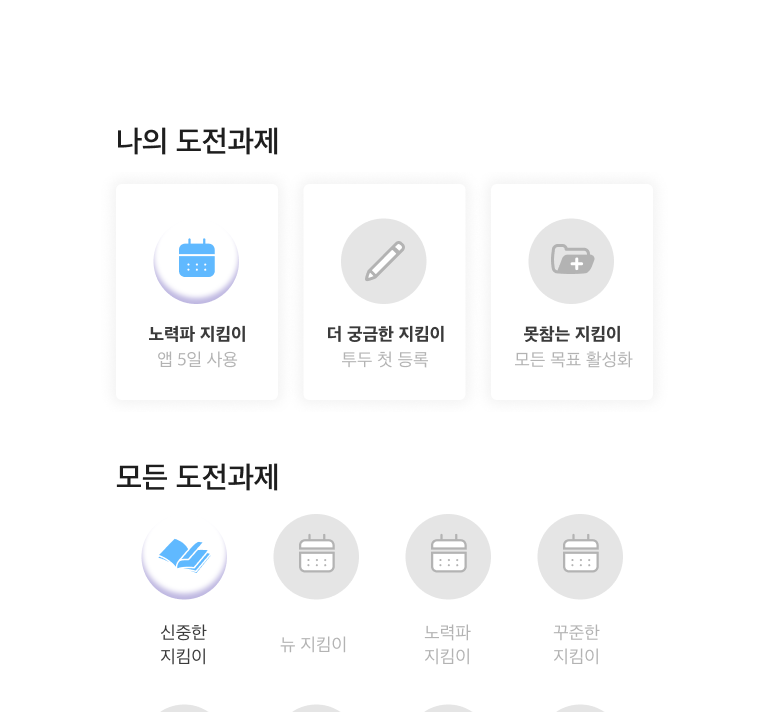 나의 도전과제
노력파 지킴이
앱 5일 사용
더 궁금한 지킴이
투두 첫 등록
못참는 지킴이
모든 목표 활성화
모든 도전과제
신중한
지킴이
뉴 지킴이
노력파
지킴이
꾸준한
지킴이